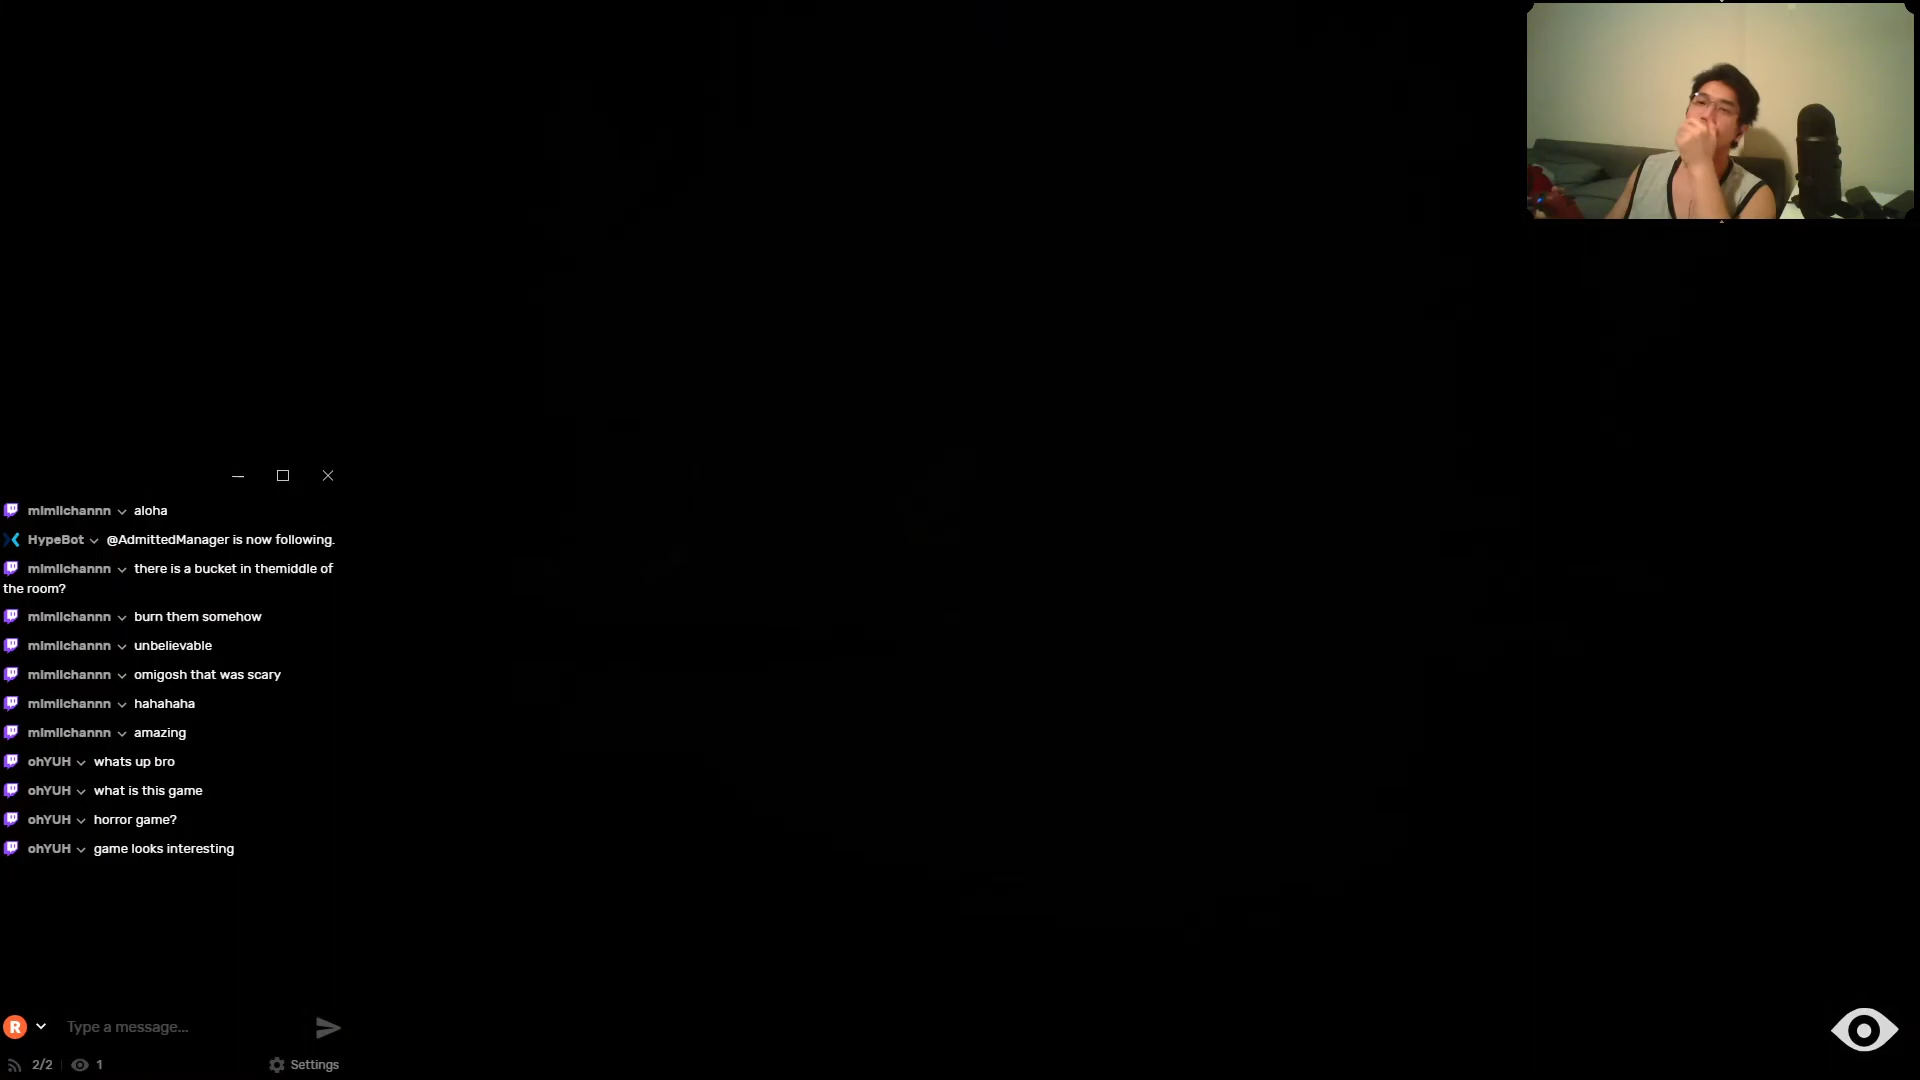 mimiichannn aloha
HypeBot @AdmittedManager is now following.
mimiichannn there is a bucket in themiddle of
the room?
mimiichannn burn them somehow
mimiichannn unbelievable
mimiichannn omigosh that was scary
mimiichannn hahahaha
mimiichannn amazing
ohYUH whats up bro
ohYUH what is this game
ohYUH horror game?
ohYUH game looks interesting
R Type a message...
2/2 1 Settings